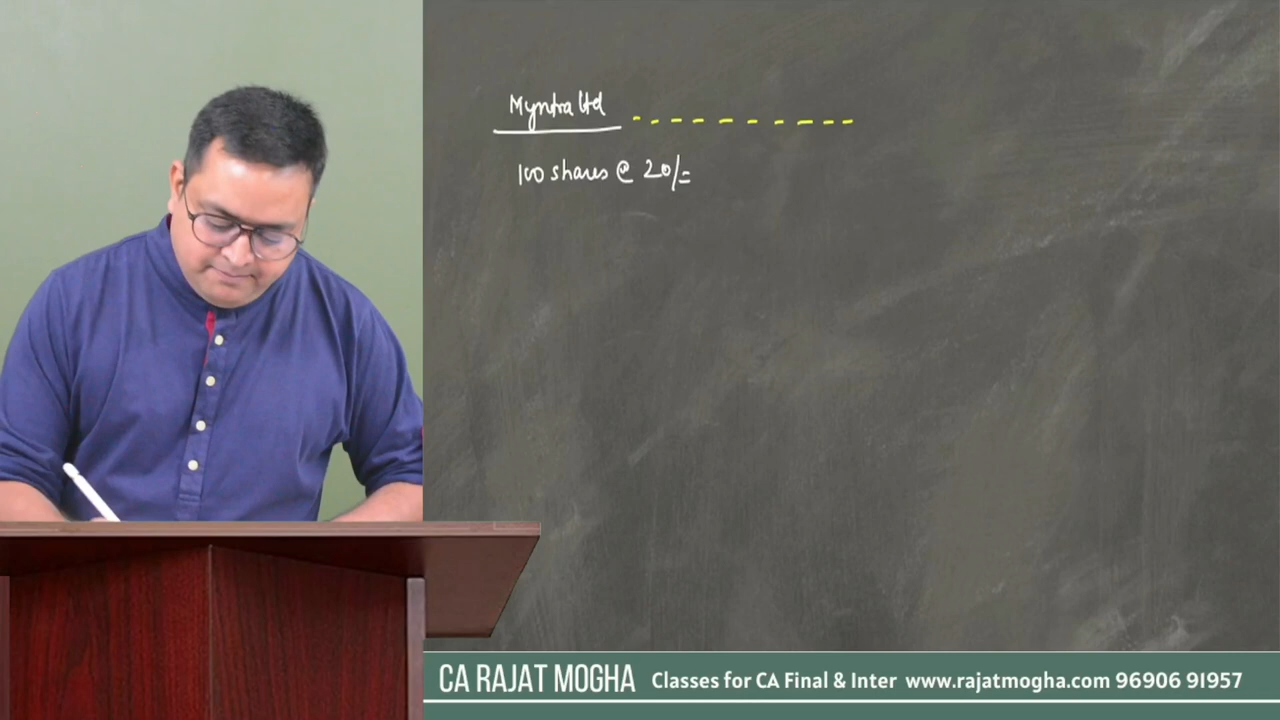 Myntra Ltd
100 shares @ 20/=
CA RAJAT MOGHA Classes for CA Final & Inter www.rajatmogha.com 96906 91957